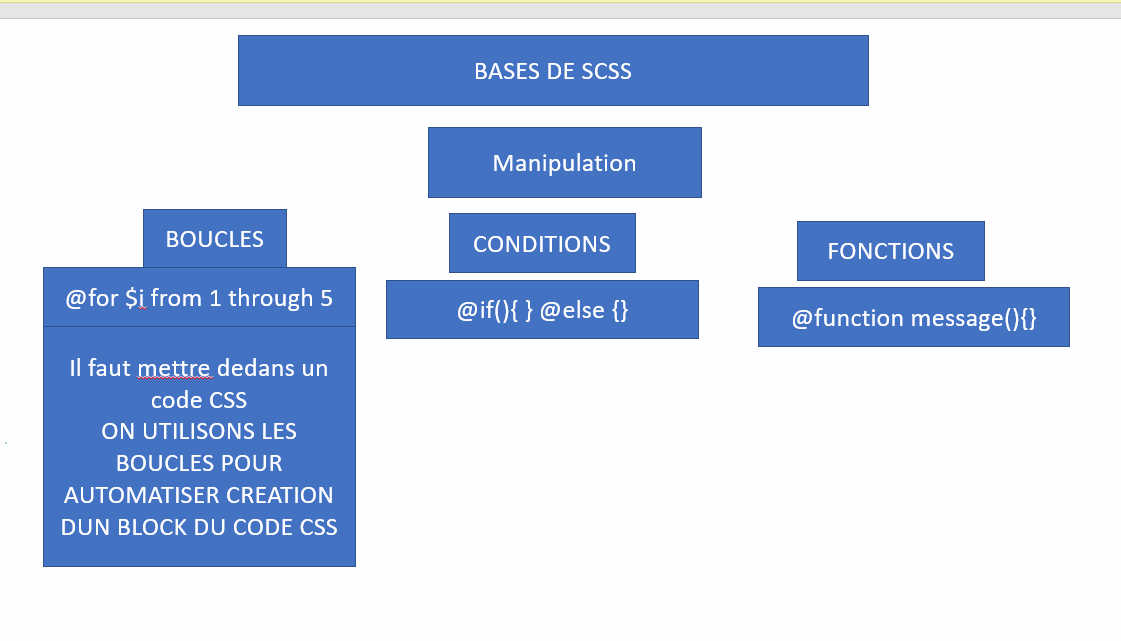 BASES DE SCSS
Manipulation
BOUCLES
@for $i from 1 through 5
Il faut mettre dedans un
code CSS
ON UTILISONS LES
BOUCLES POUR
AUTOMATISER CREATION
DUN BLOCK DU CODE CSS
CONDITIONS
@if(){ } @else {}
FONCTIONS
@function message(){}